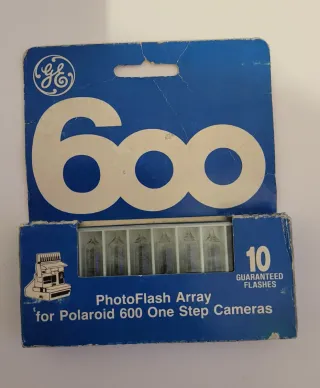 GE
600
10
GUARANTEED
FLASHES
PhotoFlash Array
for Polaroid 600 One Step Cameras